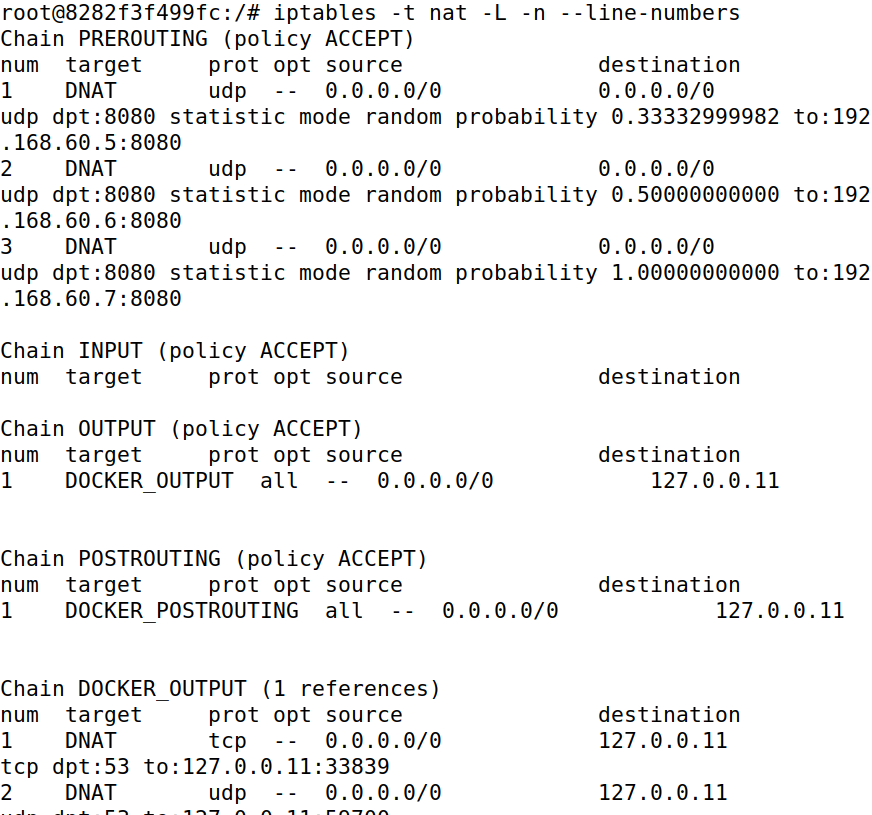 root@8282f3f499fc:/# iptables -t nat -L -n --line-numbers
Chain PREROUTING (policy ACCEPT)
num  target     prot opt source               destination
1    DNAT       udp  --  0.0.0.0/0            0.0.0.0/0
udp dpt:8080 statistic mode random probability 0.33332999982 to:192
.168.60.5:8080
2    DNAT       udp  --  0.0.0.0/0            0.0.0.0/0
udp dpt:8080 statistic mode random probability 0.50000000000 to:192
.168.60.6:8080
3    DNAT       udp  --  0.0.0.0/0            0.0.0.0/0
udp dpt:8080 statistic mode random probability 1.00000000000 to:192
.168.60.7:8080
Chain INPUT (policy ACCEPT)
num  target     prot opt source               destination
Chain OUTPUT (policy ACCEPT)
num  target     prot opt source               destination
1    DOCKER_OUTPUT  all  --  0.0.0.0/0            127.0.0.11
Chain POSTROUTING (policy ACCEPT)
num  target     prot opt source               destination
1    DOCKER_POSTROUTING  all  --  0.0.0.0/0            127.0.0.11
Chain DOCKER_OUTPUT (1 references)
num  target     prot opt source               destination
1    DNAT       tcp  --  0.0.0.0/0            127.0.0.11
tcp dpt:53 to:127.0.0.11:33839
2    DNAT       udp  --  0.0.0.0/0            127.0.0.11
udp dpt:53